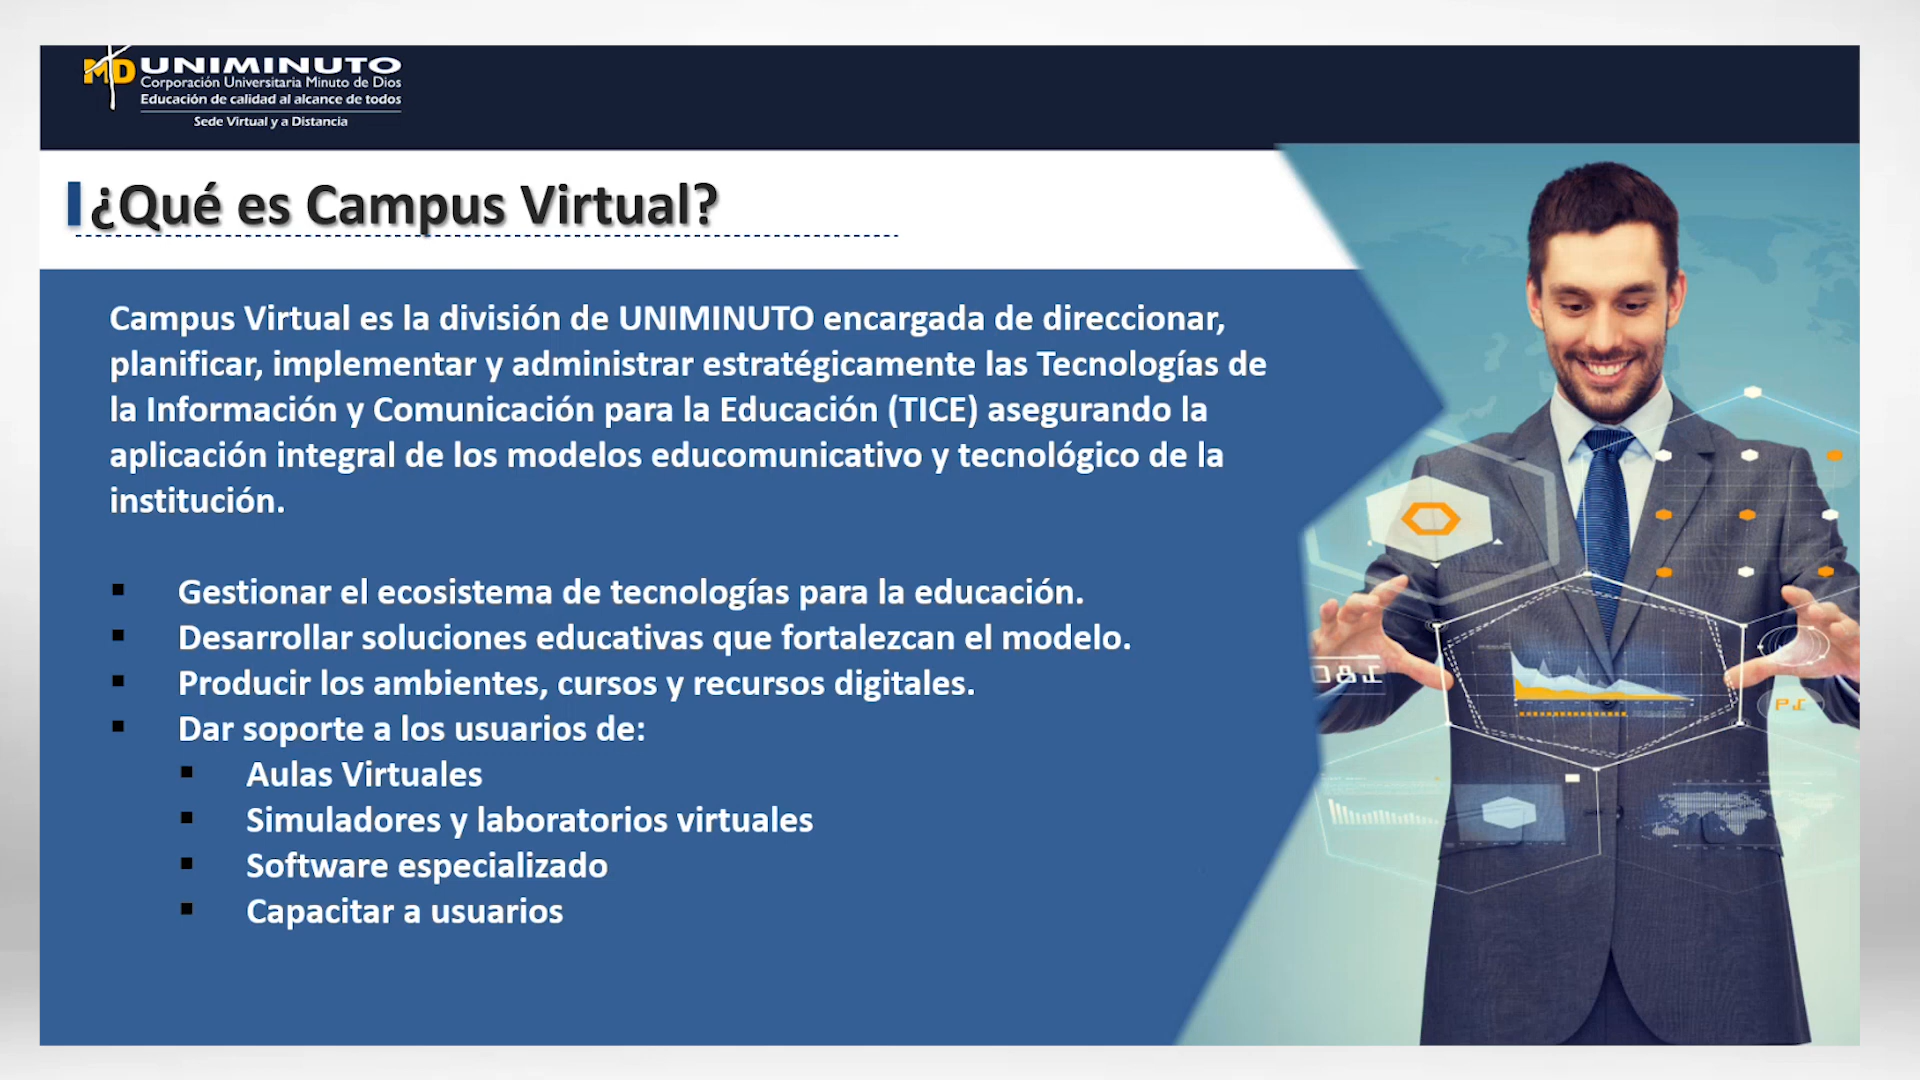 MD UNIMINUTO
Corporación Universitaria Minuto de Dios
Educación de calidad al alcance de todos
Sede Virtual y a Distancia
¿Qué es Campus Virtual?
Campus Virtual es la división de UNIMINUTO encargada de direccionar,
planificar, implementar y administrar estratégicamente las Tecnologías de
la Información y Comunicación para la Educación (TICE) asegurando la
aplicación integral de los modelos educomunicativo y tecnológico de la
institución.
▪ Gestionar el ecosistema de tecnologías para la educación.
▪ Desarrollar soluciones educativas que fortalezcan el modelo.
▪ Producir los ambientes, cursos y recursos digitales.
▪ Dar soporte a los usuarios de:
▪ Aulas Virtuales
▪ Simuladores y laboratorios virtuales
▪ Software especializado
▪ Capacitar a usuarios